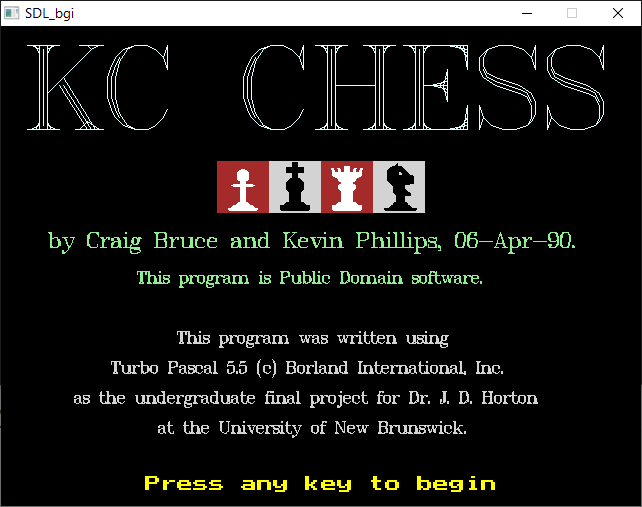 SDL_bgi
KC CHESS
by Craig Bruce and Kevin Phillips, 06-Apr-90.
This program is Public Domain software.
This program was written using
Turbo Pascal 5.5 (c) Borland International, Inc.
as the undergraduate final project for Dr. J. D. Horton
at the University of New Brunswick.
Press any key to begin